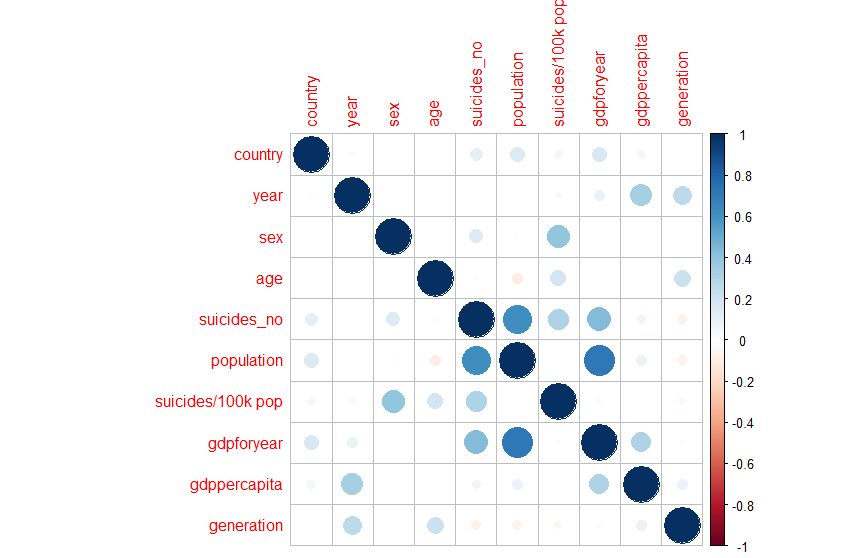 country
year
sex
age
suicides_no
population
suicides/100k pop
gdpforyear
gdppercapita
generation
country
year
sex
age
suicides_no
population
suicides/100k pop
gdpforyear
gdppercapita
generation
1
0.8
0.6
0.4
0.2
0
-0.2
-0.4
-0.6
-0.8
-1